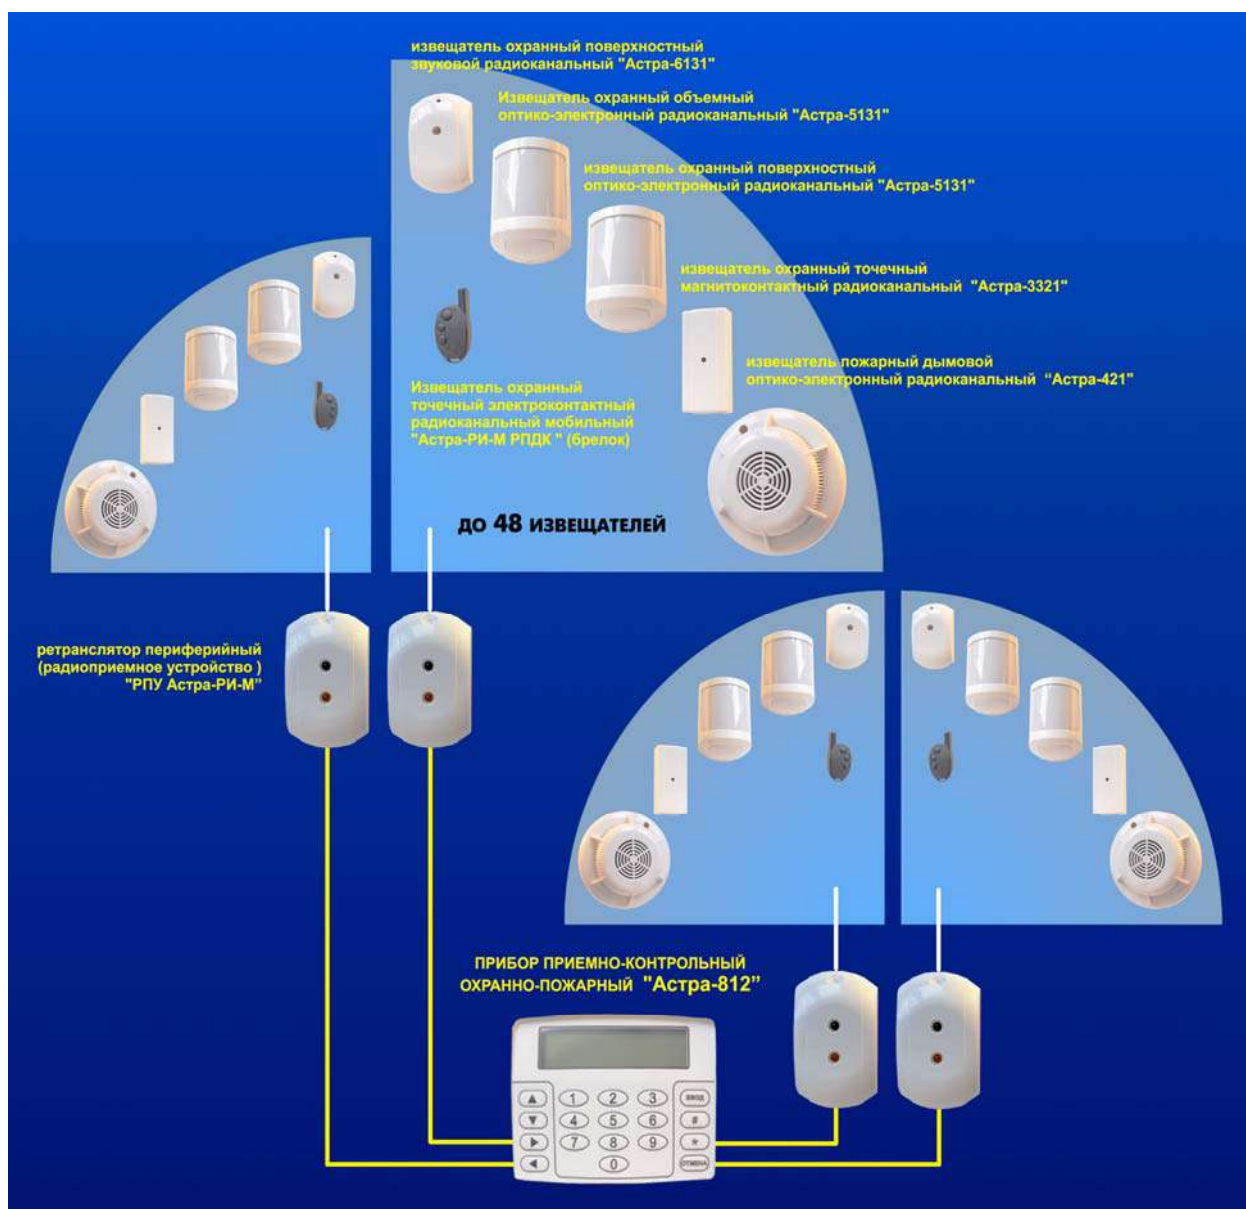 извещатель охранный поверхностный
звуковой радиоканальный "Астра-6131"
Извещатель охранный объемный
оптико-электронный радиоканальный "Астра-5131"
извещатель охранный поверхностный
оптико-электронный радиоканальный "Астра-5131"
извещатель охранный точечный
магнитоконтактный радиоканальный "Астра-3321"
извещатель пожарный дымовой
оптико-электронный радиоканальный “Астра-421"
Извещатель охранный
точечный электроконтактный
радиоканальный мобильный
"Астра-РИ-М РПДК " (брелок)
ДО 48 ИЗВЕЩАТЕЛЕЙ
ретранслятор периферийный
(радиоприемное устройство )
"РПУ Астра-РИ-М”
ПРИБОР ПРИЕМНО-КОНТРОЛЬНЫЙ
ОХРАННО-ПОЖАРНЫЙ "Астра-812”
1 2 3 ВВОД
4 5 6 #
7 8 9 *
0 ОТМЕНА